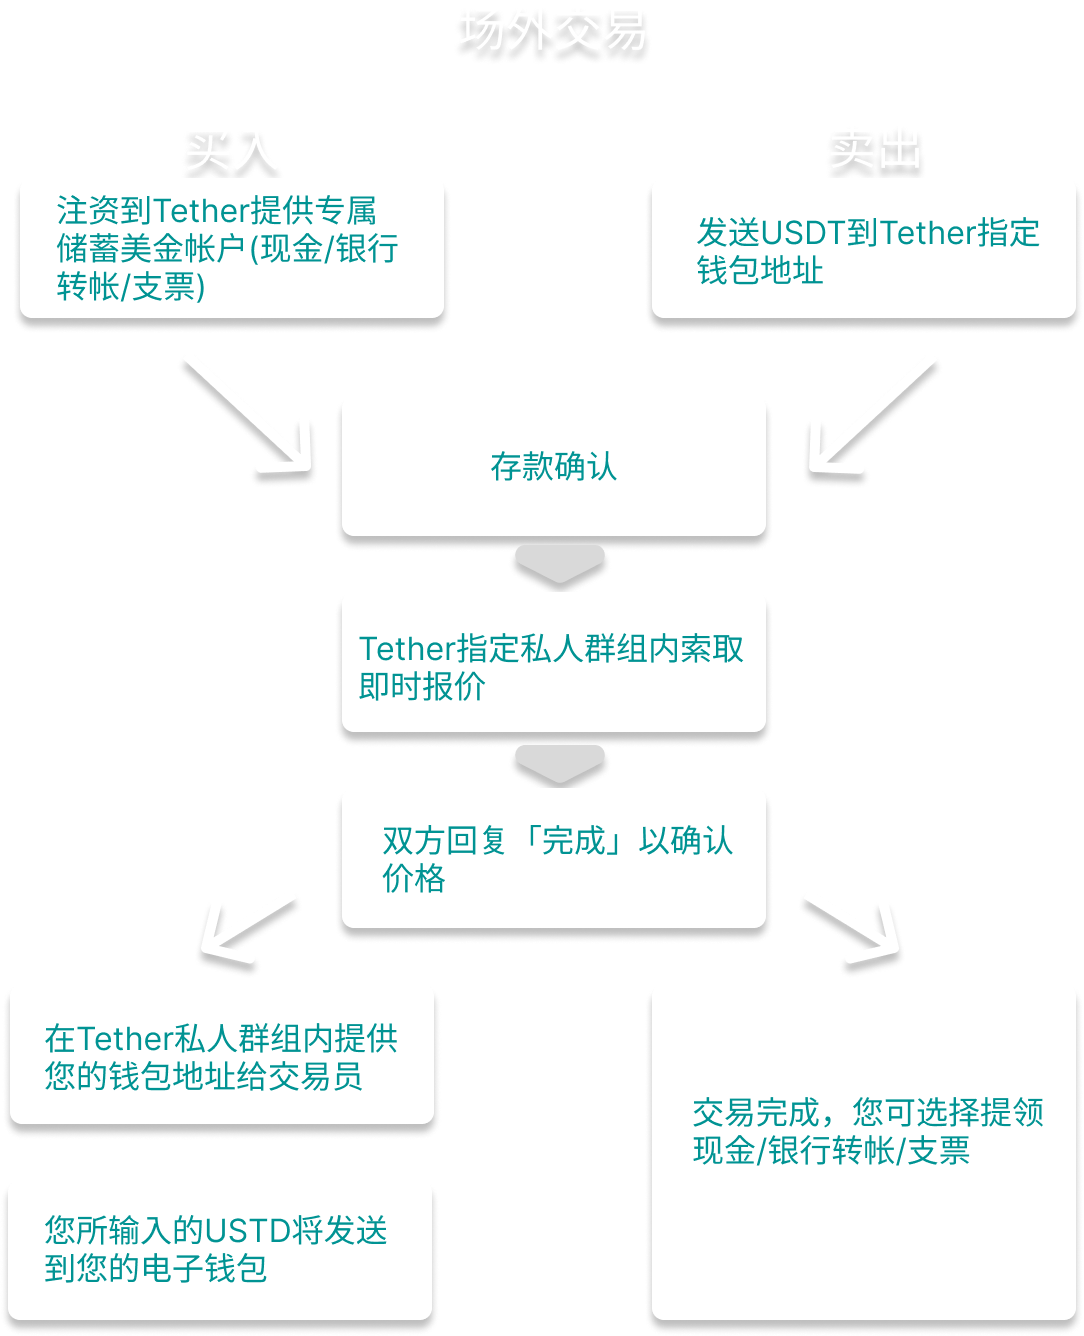 场外交易
买入
卖出
注资到Tether提供专属
储蓄美金帐户(现金/银行
转帐/支票)
发送USDT到Tether指定
钱包地址
存款确认
Tether指定私人群组内索取
即时报价
双方回复「完成」以确认
价格
在Tether私人群组内提供
您的钱包地址给交易员
您所输入的USTD将发送
到您的电子钱包
交易完成，您可选择提领
现金/银行转帐/支票